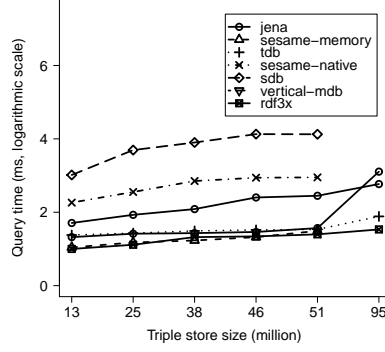 Query time (ms, logarithmic scale)
6
4
2
0
jena
sesame−memory
tdb
sesame−native
sdb
vertical−mdb
rdf3x
13 25 38 46 51 95
Triple store size (million)